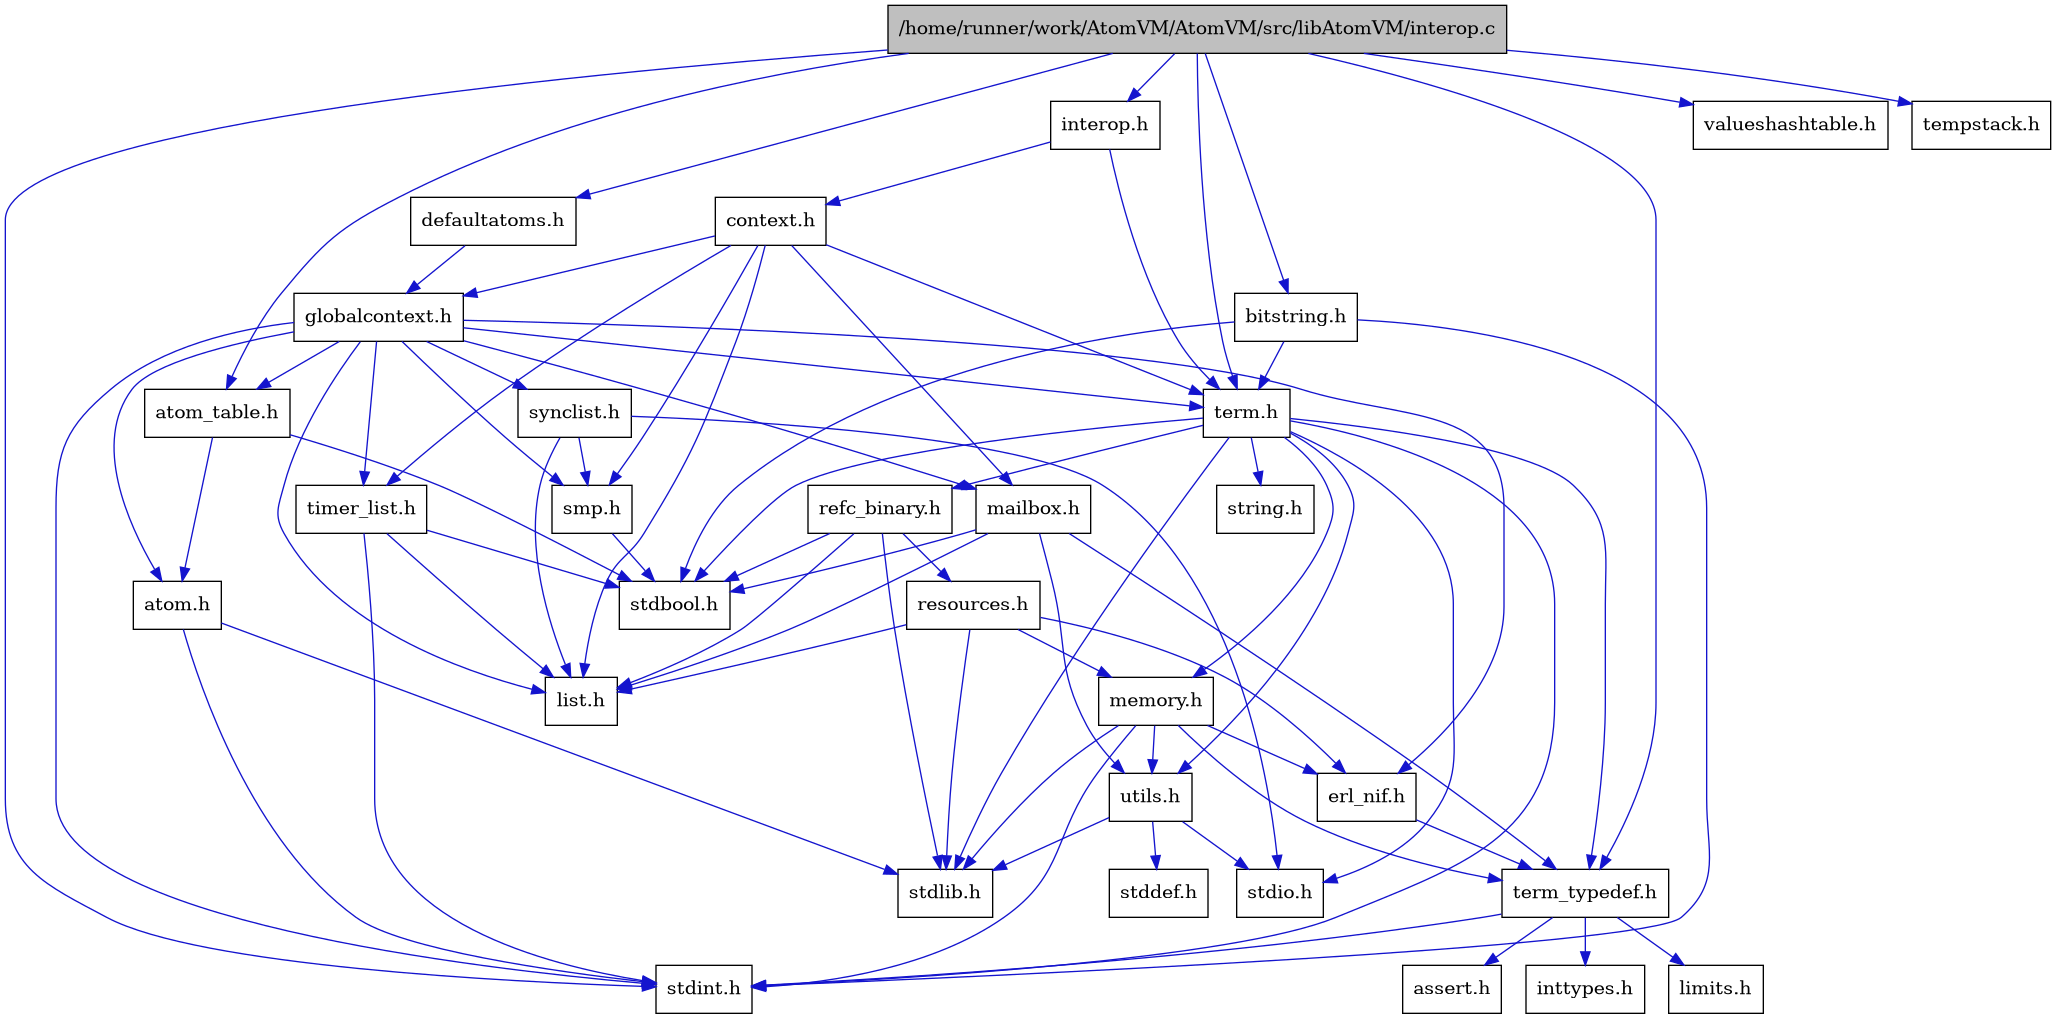 /home/runner/work/AtomVM/AtomVM/src/libAtomVM/interop.c
interop.h
valueshashtable.h
tempstack.h
defaultatoms.h
context.h
globalcontext.h
bitstring.h
atom_table.h
synclist.h
term.h
timer_list.h
smp.h
refc_binary.h
mailbox.h
string.h
atom.h
stdbool.h
resources.h
list.h
memory.h
utils.h
erl_nif.h
stdlib.h
stddef.h
stdio.h
term_typedef.h
stdint.h
assert.h
inttypes.h
limits.h